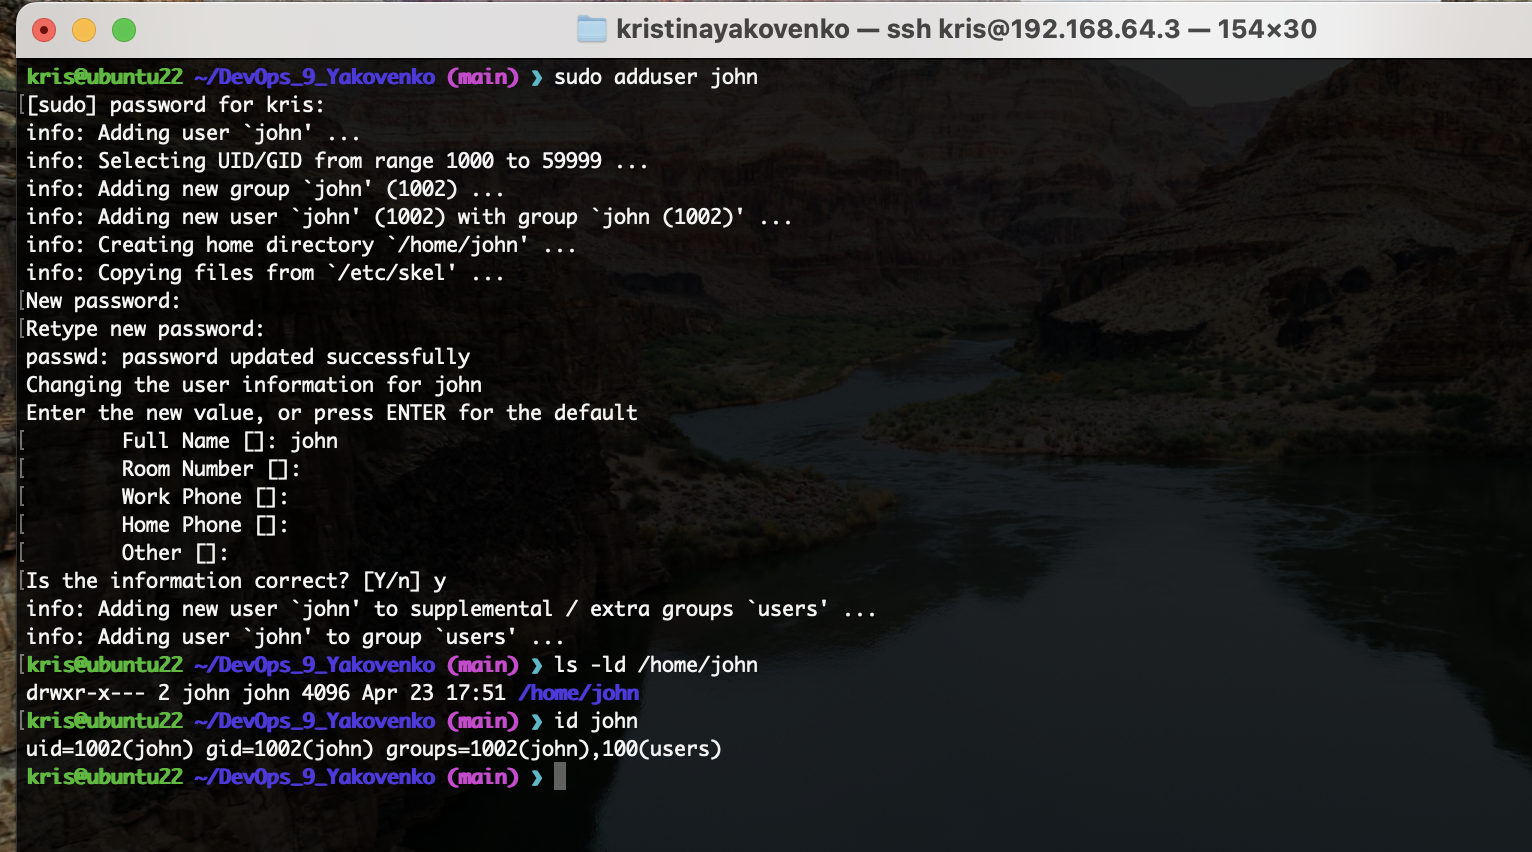 kristinayakovenko — ssh kris@192.168.64.3 — 154×30
kris@ubuntu22 ~/DevOps_9_Yakovenko (main) ❯ sudo adduser john
[[sudo] password for kris:
info: Adding user `john' ...
info: Selecting UID/GID from range 1000 to 59999 ...
info: Adding new group `john' (1002) ...
info: Adding new user `john' (1002) with group `john (1002)' ...
info: Creating home directory `/home/john' ...
info: Copying files from `/etc/skel' ...
[New password:
[Retype new password:
passwd: password updated successfully
Changing the user information for john
Enter the new value, or press ENTER for the default
[        Full Name []: john
[        Room Number []:
[        Work Phone []:
[        Home Phone []:
[        Other []:
[Is the information correct? [Y/n] y
info: Adding new user `john' to supplemental / extra groups `users' ...
info: Adding user `john' to group `users' ...
[kris@ubuntu22 ~/DevOps_9_Yakovenko (main) ❯ ls -ld /home/john
drwxr-x--- 2 john john 4096 Apr 23 17:51 /home/john
[kris@ubuntu22 ~/DevOps_9_Yakovenko (main) ❯ id john
uid=1002(john) gid=1002(john) groups=1002(john),100(users)
kris@ubuntu22 ~/DevOps_9_Yakovenko (main) ❯